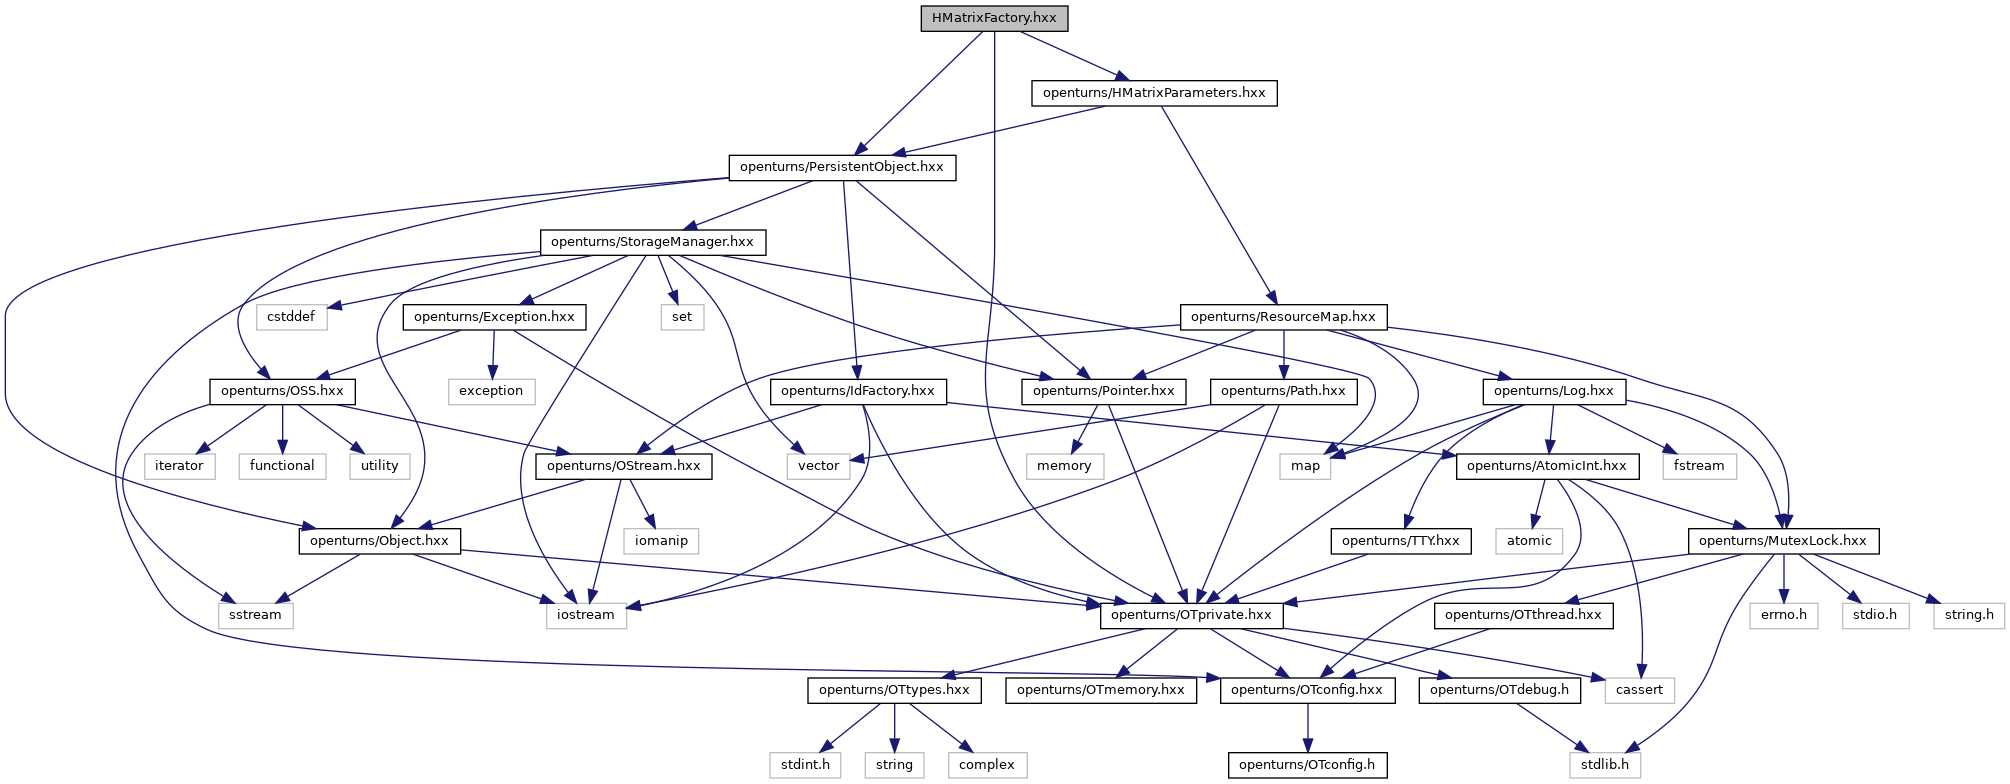 HMatrixFactory.hxx
openturns/HMatrixParameters.hxx
openturns/PersistentObject.hxx
openturns/StorageManager.hxx
cstddef
openturns/Exception.hxx
set
openturns/ResourceMap.hxx
openturns/OSS.hxx
exception
openturns/IdFactory.hxx
openturns/Pointer.hxx
openturns/Path.hxx
openturns/Log.hxx
iterator
functional
utility
openturns/OStream.hxx
vector
memory
map
openturns/AtomicInt.hxx
fstream
openturns/Object.hxx
iomanip
openturns/TTY.hxx
atomic
openturns/MutexLock.hxx
sstream
iostream
openturns/OTprivate.hxx
openturns/OTthread.hxx
errno.h
stdio.h
string.h
openturns/OTtypes.hxx
openturns/OTmemory.hxx
openturns/OTconfig.hxx
openturns/OTdebug.h
cassert
stdint.h
string
complex
openturns/OTconfig.h
stdlib.h